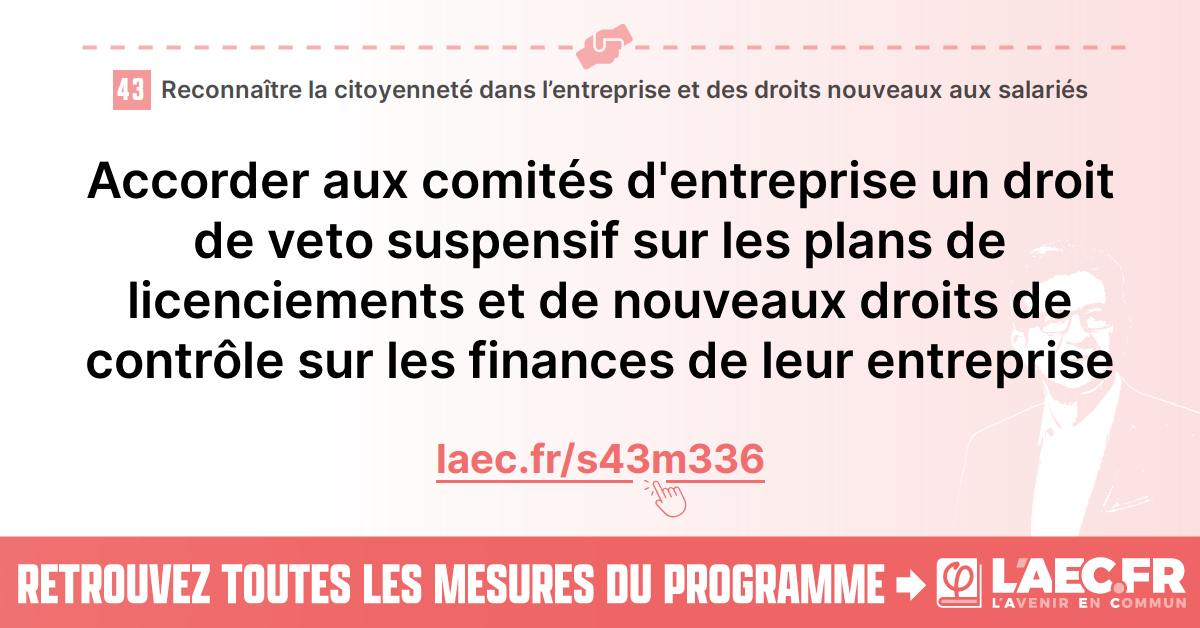 43 Reconnaître la citoyenneté dans l’entreprise et des droits nouveaux aux salariés
Accorder aux comités d'entreprise un droit
de veto suspensif sur les plans de
licenciements et de nouveaux droits de
contrôle sur les finances de leur entreprise
laec.fr/s43m336
RETROUVEZ TOUTES LES MESURES DU PROGRAMME
φ
L'AEC.FR
L'AVENIR EN COMMUN